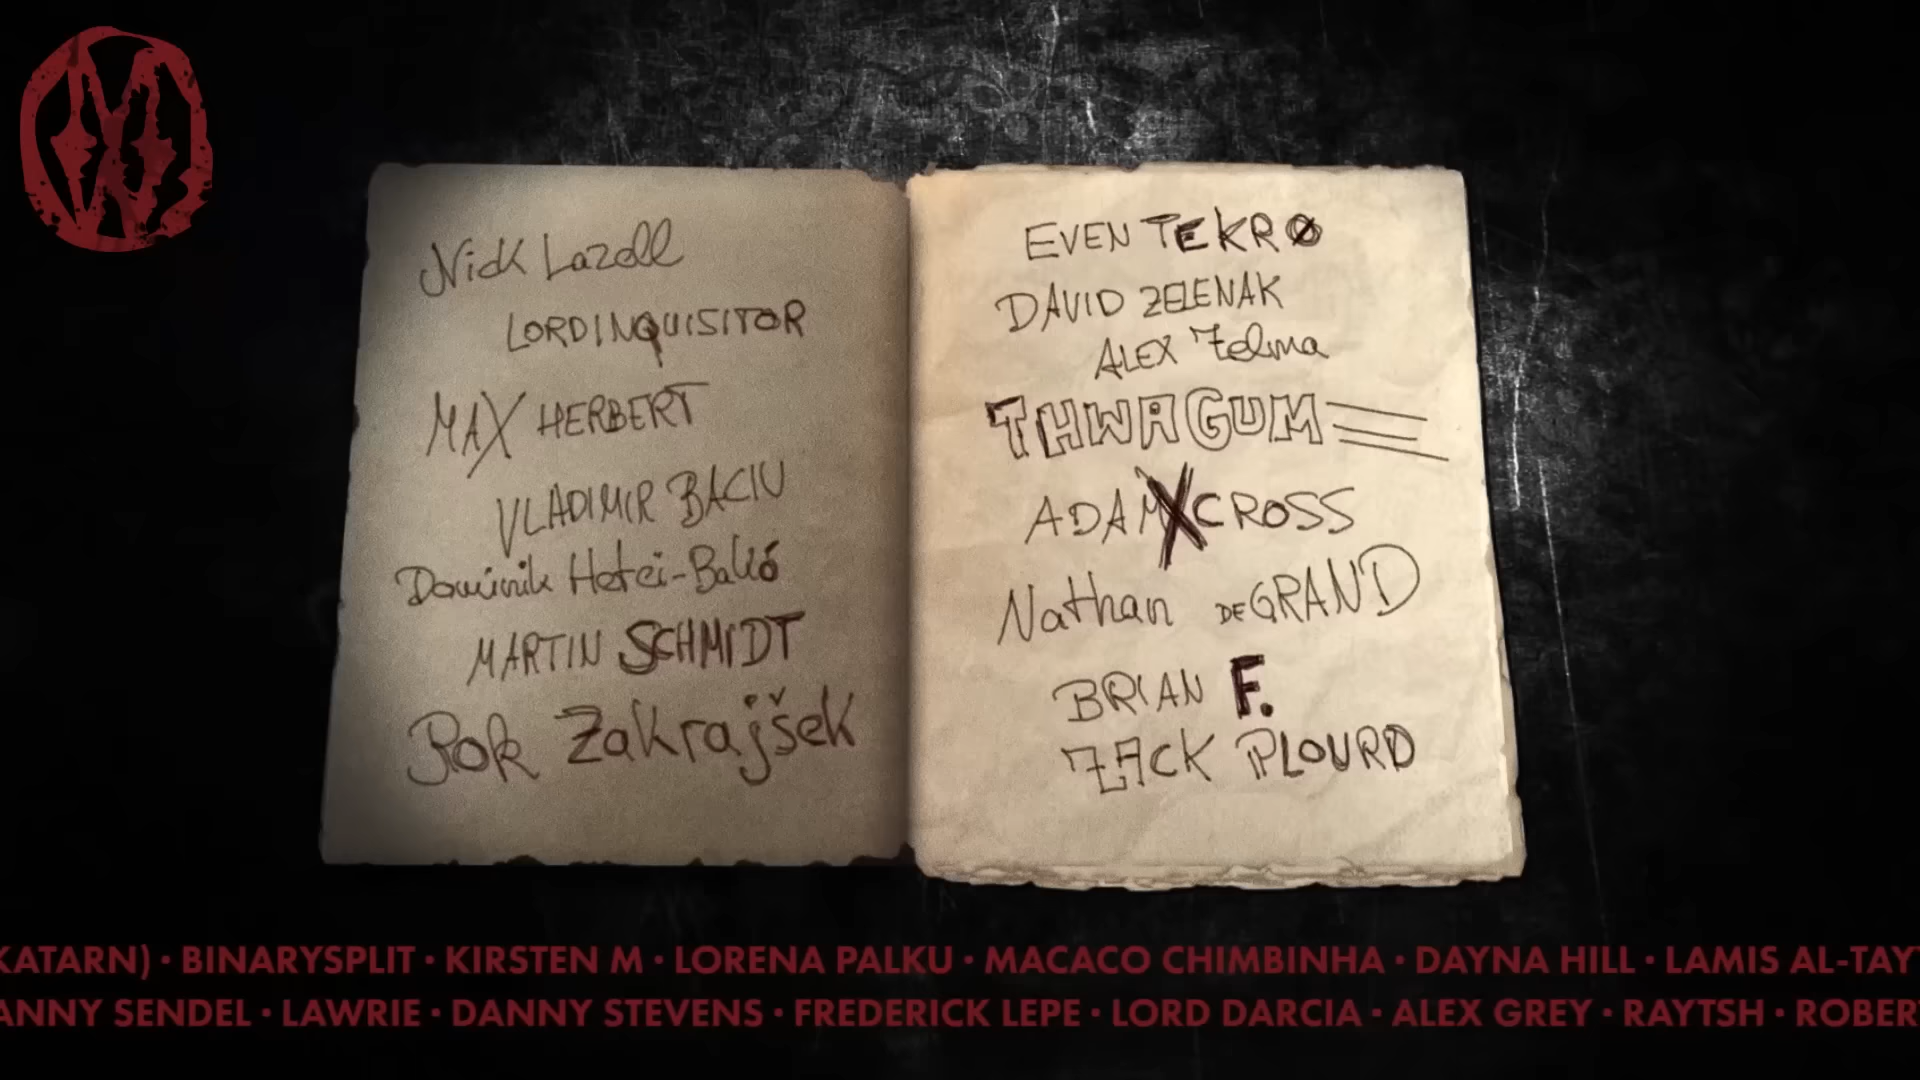 Nick Lazell
LORDINQUISITOR
MAX HERBERT
VLADIMIR BACIU
Dominik Hetei-Bakó
MARTIN SCHMIDT
Rok Zakrajšek
EVEN TEKRØ
DAVID ZELENAK
ALEX Zelma
THWAGUM
ADAM X CROSS
Nathan DEGRAND
BRIAN F.
ZACK PLOURD
KATARN) · BINARYSPLIT · KIRSTEN M · LORENA PALKU · MACACO CHIMBINHA · DAYNA HILL · LAMIS AL-TAY
ANNY SENDEL · LAWRIE · DANNY STEVENS · FREDERICK LEPE · LORD DARCIA · ALEX GREY · RAYTSH · ROBER